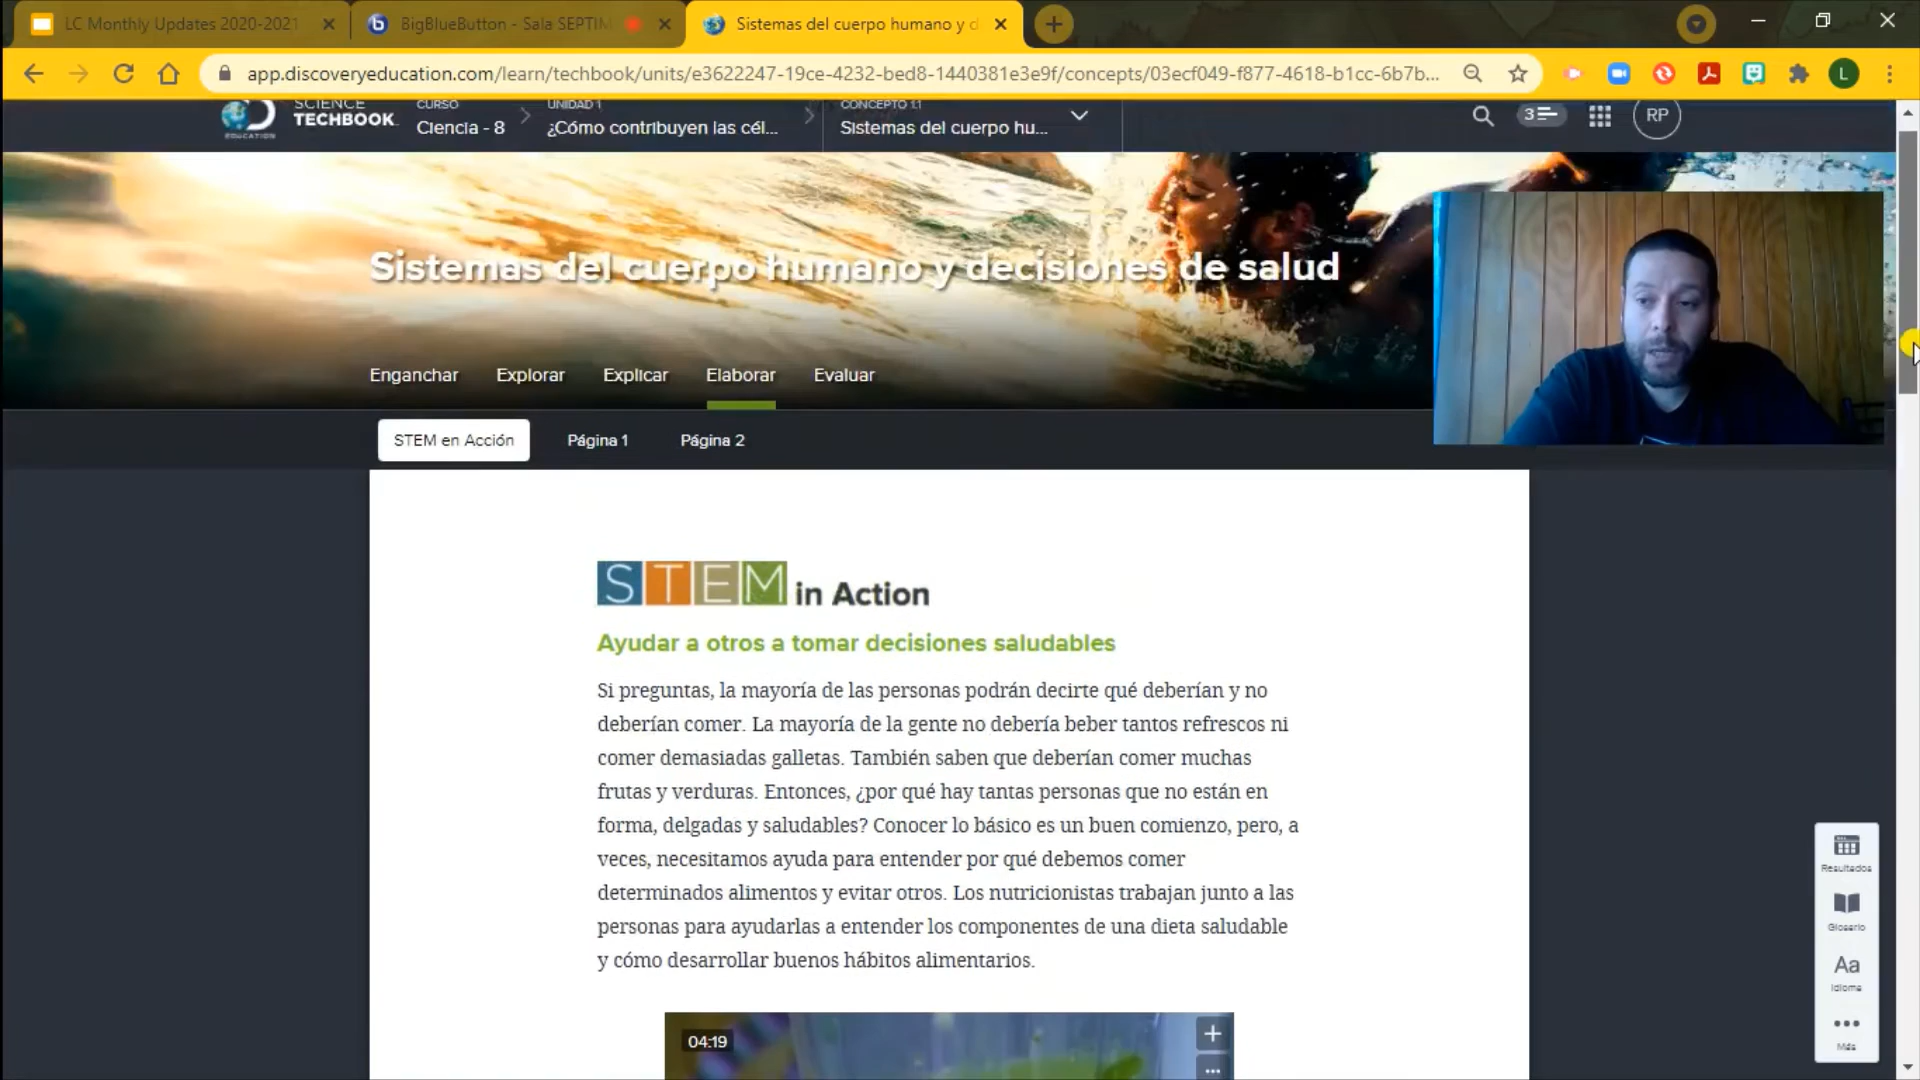 LC Monthly Updates 2020-2021
BigBlueButton - Sala SEPTIM
Sistemas del cuerpo humano y d
app.discoveryeducation.com/learn/techbook/units/e3622247-19ce-4232-bed8-1440381e3e9f/concepts/03ecf049-f877-4618-b1cc-6b7b...
L
EDUCATION
SCIENCE
TECHBOOK
CURSO
Ciencia - 8
UNIDAD 1
¿Cómo contribuyen las cél...
CONCEPTO 1.1
Sistemas del cuerpo hu...
3
RP
Sistemas del cuerpo humano y decisiones de salud
Enganchar Explorar Explicar Elaborar Evaluar
STEM en Acción Página 1 Página 2
STEM in Action
Ayudar a otros a tomar decisiones saludables
Si preguntas, la mayoría de las personas podrán decirte qué deberían y no
deberían comer. La mayoría de la gente no debería beber tantos refrescos ni
comer demasiadas galletas. También saben que deberían comer muchas
frutas y verduras. Entonces, ¿por qué hay tantas personas que no están en
forma, delgadas y saludables? Conocer lo básico es un buen comienzo, pero, a
veces, necesitamos ayuda para entender por qué debemos comer
determinados alimentos y evitar otros. Los nutricionistas trabajan junto a las
personas para ayudarlas a entender los componentes de una dieta saludable
y cómo desarrollar buenos hábitos alimentarios.
04:19
Resultados
Glosario
Aa
Idioma
Más